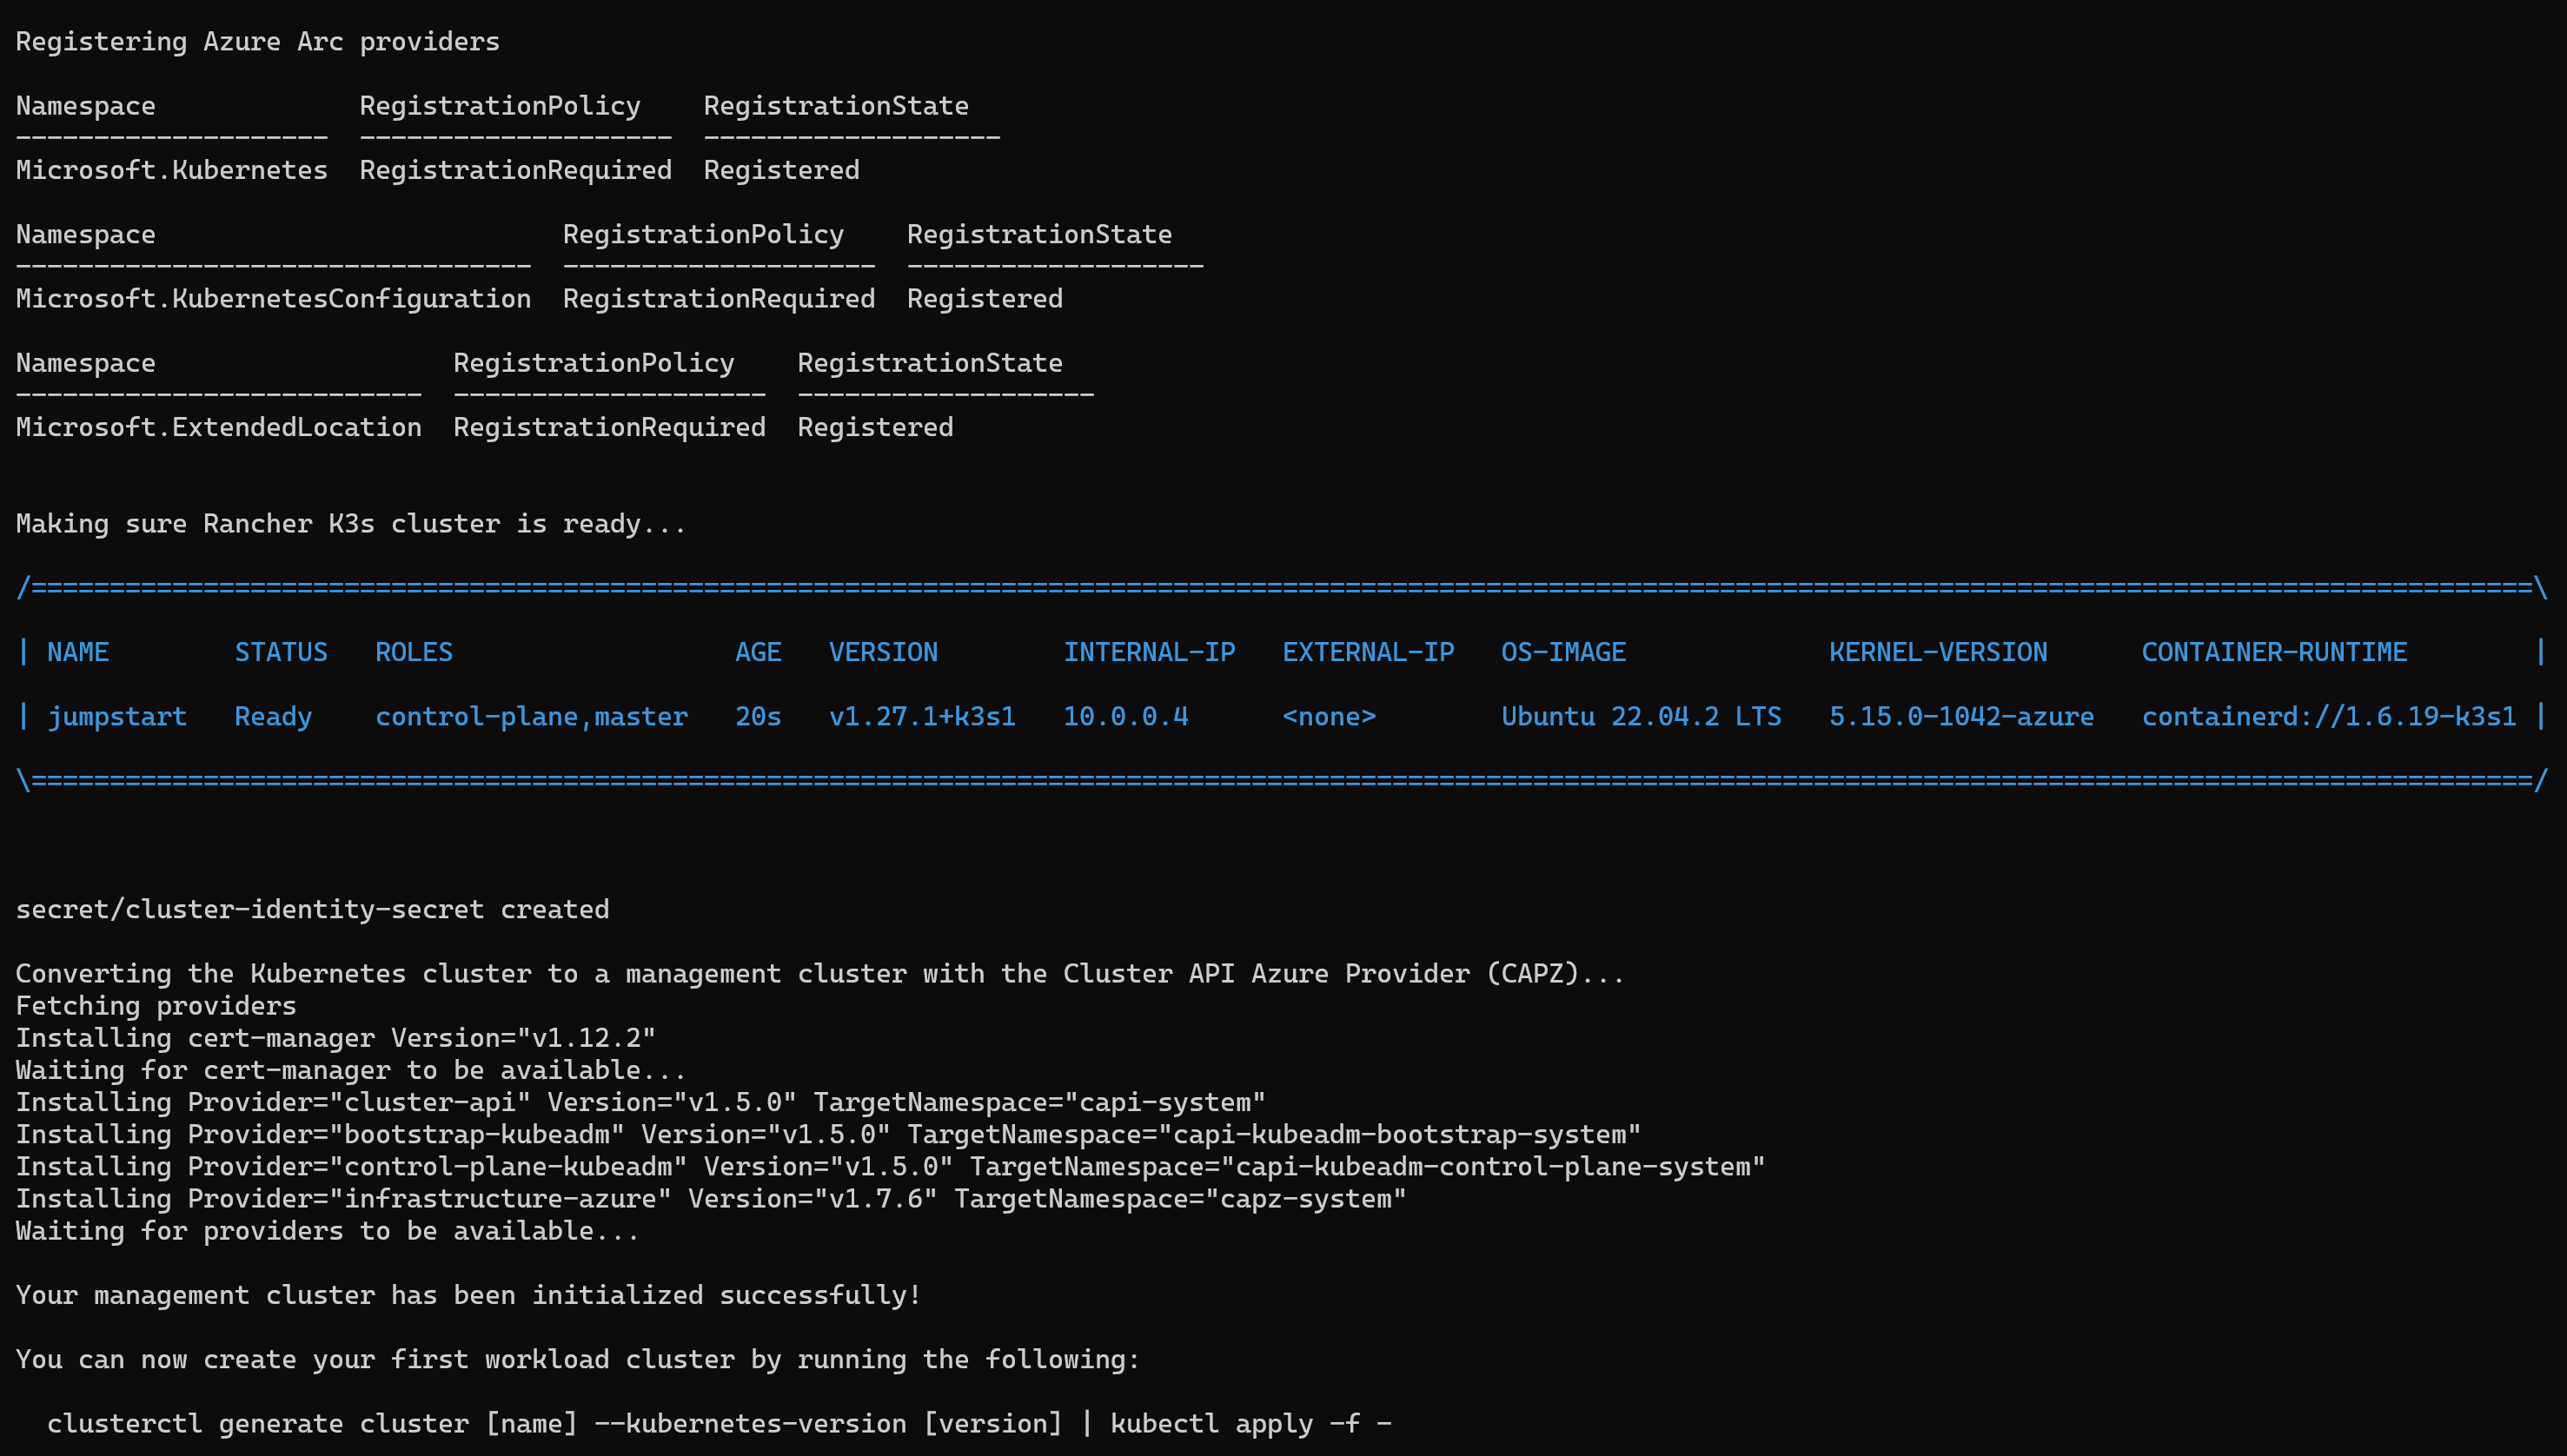 Registering Azure Arc providers
Namespace             RegistrationPolicy    RegistrationState
--------------------  --------------------  -------------------
Microsoft.Kubernetes  RegistrationRequired  Registered
Namespace                          RegistrationPolicy    RegistrationState
---------------------------------  --------------------  -------------------
Microsoft.KubernetesConfiguration  RegistrationRequired  Registered
Namespace                   RegistrationPolicy    RegistrationState
--------------------------  --------------------  -------------------
Microsoft.ExtendedLocation  RegistrationRequired  Registered
Making sure Rancher K3s cluster is ready...
/================================================================================================================================================================\
| NAME        STATUS   ROLES                  AGE   VERSION        INTERNAL-IP   EXTERNAL-IP   OS-IMAGE             KERNEL-VERSION      CONTAINER-RUNTIME        |
| jumpstart   Ready    control-plane,master   20s   v1.27.1+k3s1   10.0.0.4      <none>        Ubuntu 22.04.2 LTS   5.15.0-1042-azure   containerd://1.6.19-k3s1 |
\================================================================================================================================================================/
secret/cluster-identity-secret created
Converting the Kubernetes cluster to a management cluster with the Cluster API Azure Provider (CAPZ)...
Fetching providers
Installing cert-manager Version="v1.12.2"
Waiting for cert-manager to be available...
Installing Provider="cluster-api" Version="v1.5.0" TargetNamespace="capi-system"
Installing Provider="bootstrap-kubeadm" Version="v1.5.0" TargetNamespace="capi-kubeadm-bootstrap-system"
Installing Provider="control-plane-kubeadm" Version="v1.5.0" TargetNamespace="capi-kubeadm-control-plane-system"
Installing Provider="infrastructure-azure" Version="v1.7.6" TargetNamespace="capz-system"
Waiting for providers to be available...
Your management cluster has been initialized successfully!
You can now create your first workload cluster by running the following:
  clusterctl generate cluster [name] --kubernetes-version [version] | kubectl apply -f -